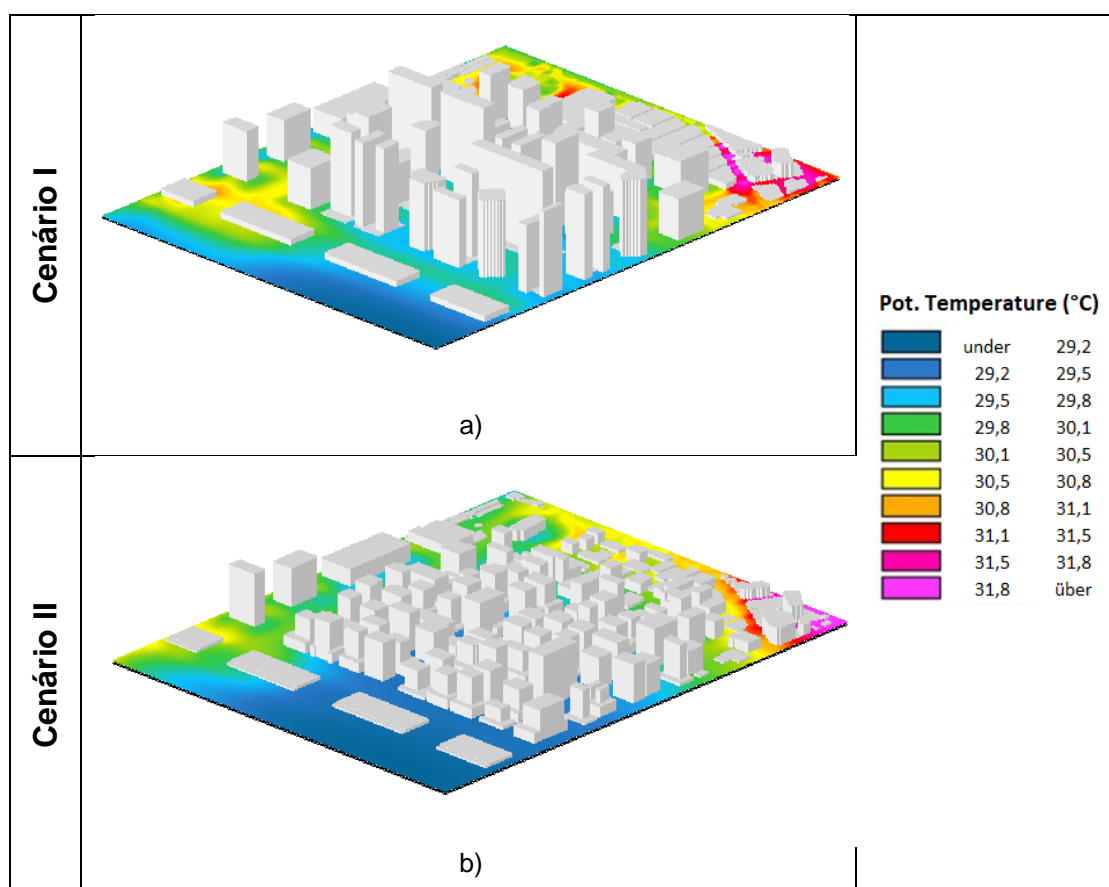 Cenário I
a)
Cenário II
b)
Pot. Temperature (°C)
under 29,2
29,2 29,5
29,5 29,8
29,8 30,1
30,1 30,5
30,5 30,8
30,8 31,1
31,1 31,5
31,5 31,8
31,8 über